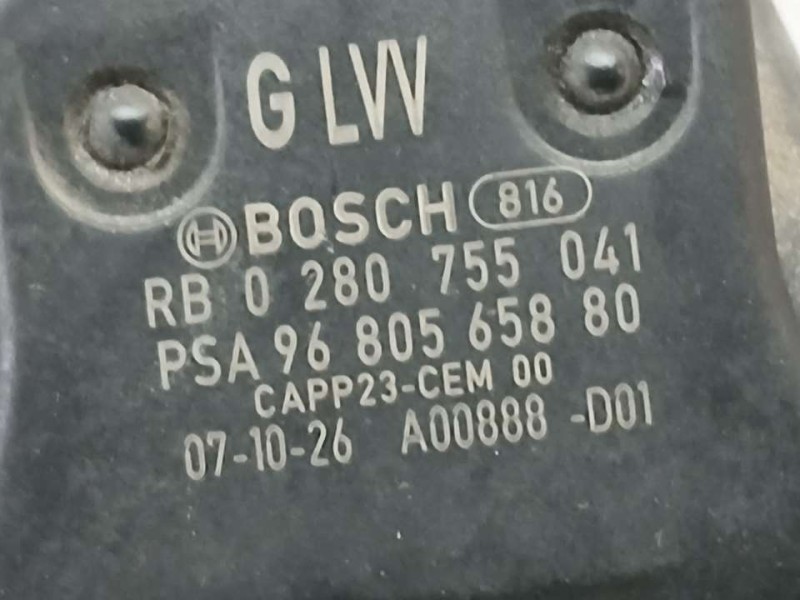 G LVV
BOSCH 816
RB 0 280 755 041
PSA 96 805 658 80
CAPP23-CEM 00
07-10-26 A00888 -D01